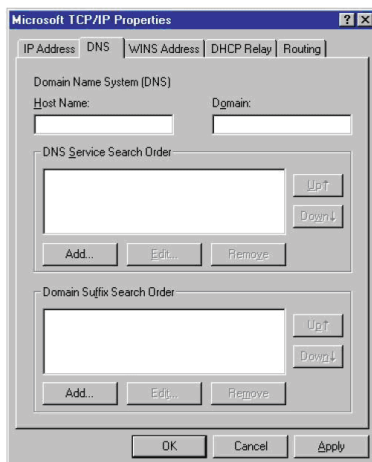 Microsoft TCP/IP Properties
IP Address DNS WINS Address DHCP Relay Routing
Domain Name System (DNS)
Host Name: Domain:
DNS Service Search Order
Up↑
Down↓
Add... Edit... Remove
Domain Suffix Search Order
Up↑
Down↓
Add... Edit... Remove
OK Cancel Apply